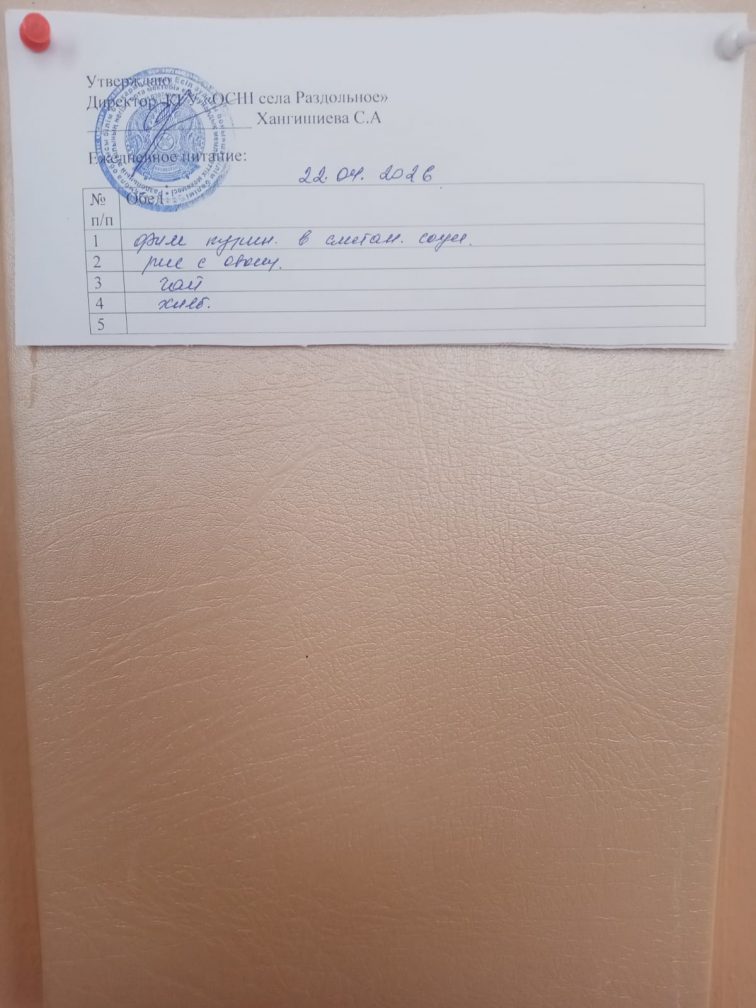 Утверждаю
Директор КГУ «ОСШ села Раздольное»
Хангишиева С.А
Ежедневное питание:
22.04.2026
№ п/п Обед
1 филе курин. в сметан. соусе.
2 рис с овощ.
3 чай
4 хлеб.
5